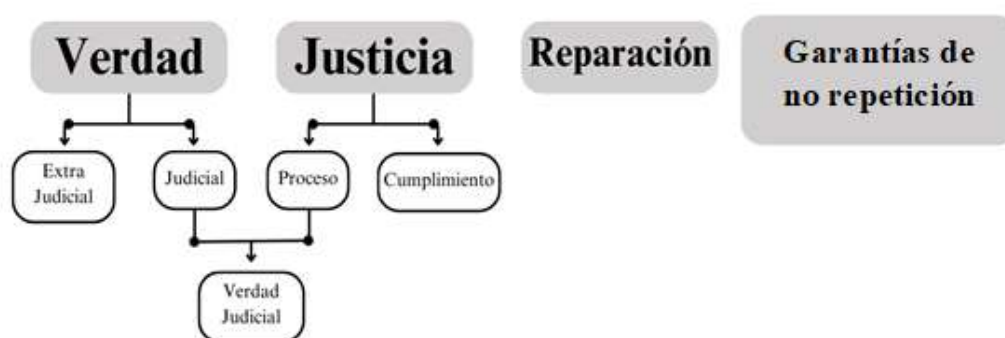 Verdad
Justicia
Reparación
Garantías de
no repetición
Extra
Judicial
Judicial
Proceso
Cumplimiento
Verdad
Judicial